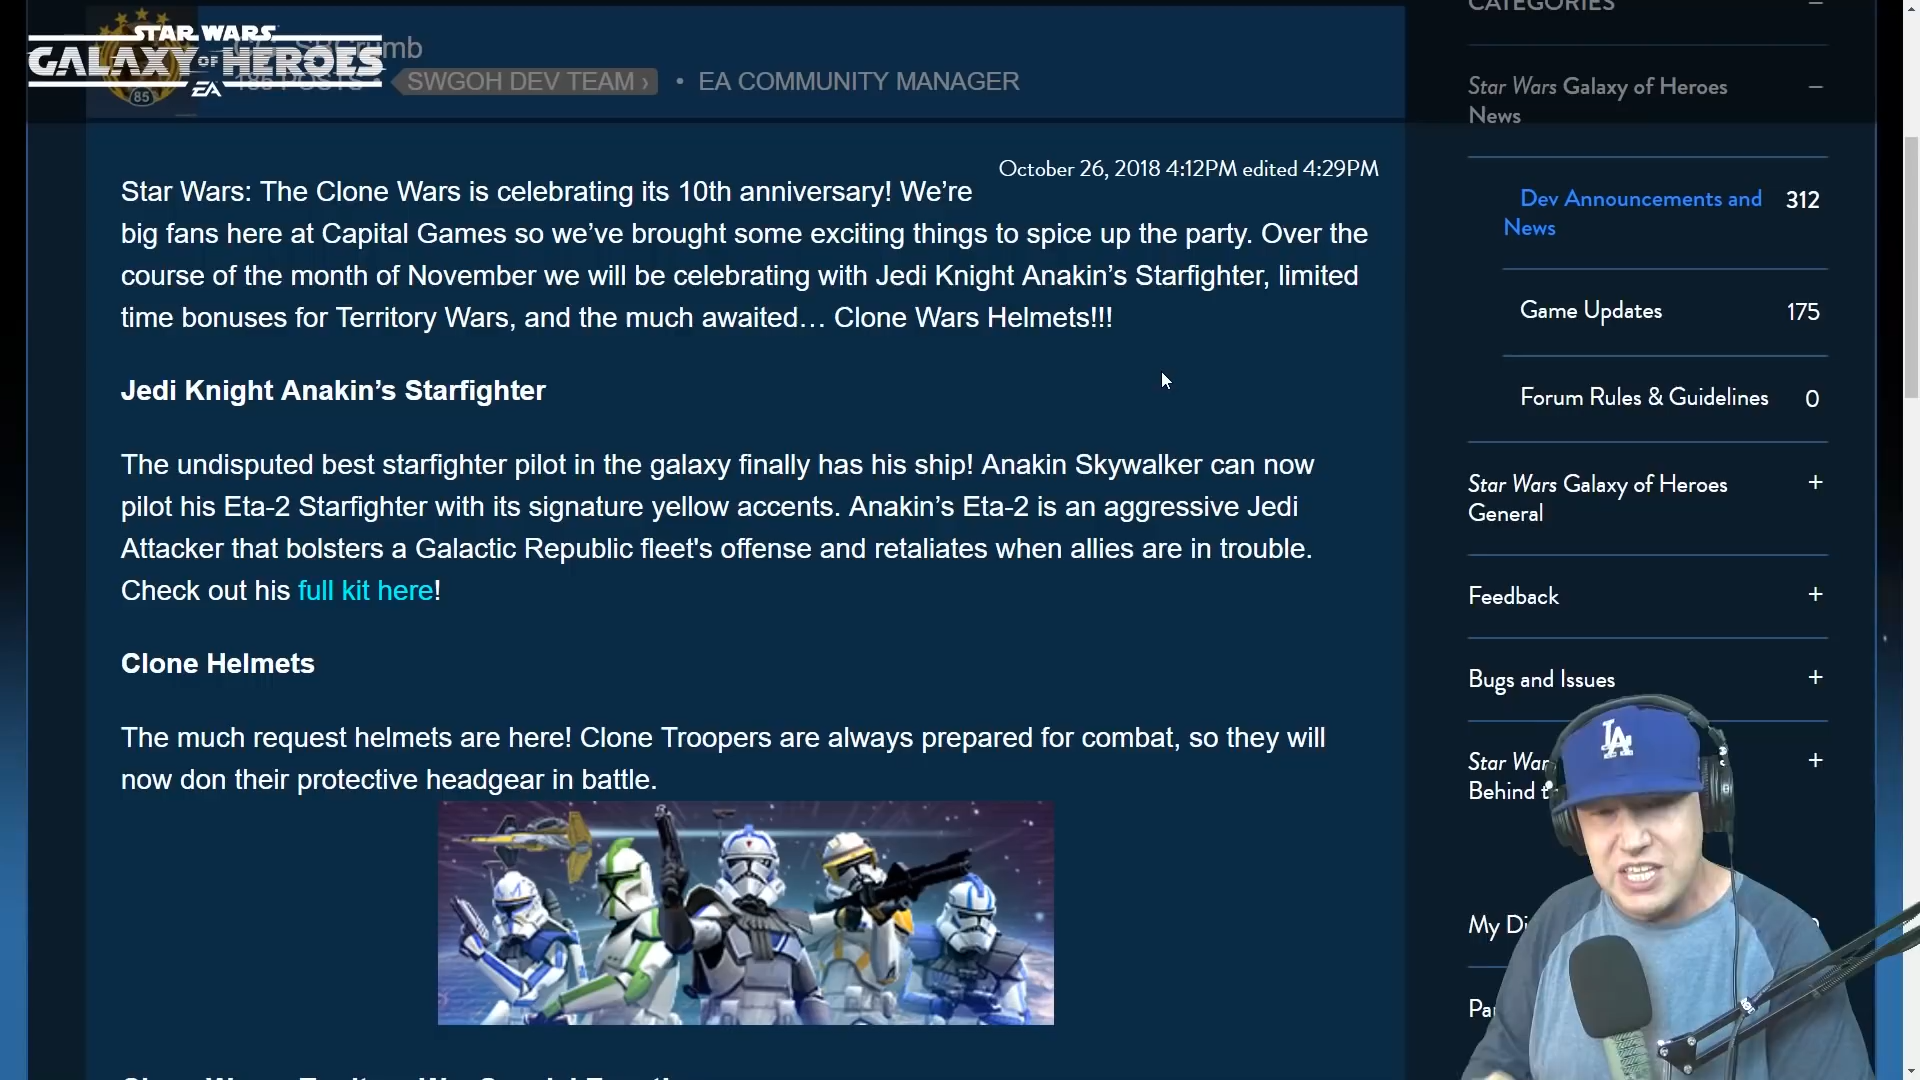 STAR WARS
GALAXY OF HEROES
EA
85
SWGOH DEV TEAM › • EA COMMUNITY MANAGER
October 26, 2018 4:12PM edited 4:29PM
Star Wars: The Clone Wars is celebrating its 10th anniversary! We’re
big fans here at Capital Games so we’ve brought some exciting things to spice up the party. Over the
course of the month of November we will be celebrating with Jedi Knight Anakin’s Starfighter, limited
time bonuses for Territory Wars, and the much awaited… Clone Wars Helmets!!!
Jedi Knight Anakin’s Starfighter
The undisputed best starfighter pilot in the galaxy finally has his ship! Anakin Skywalker can now
pilot his Eta-2 Starfighter with its signature yellow accents. Anakin’s Eta-2 is an aggressive Jedi
Attacker that bolsters a Galactic Republic fleet's offense and retaliates when allies are in trouble.
Check out his full kit here!
Clone Helmets
The much request helmets are here! Clone Troopers are always prepared for combat, so they will
now don their protective headgear in battle.
CATEGORIES –
Star Wars Galaxy of Heroes –
News
Dev Announcements and 312
News
Game Updates 175
Forum Rules & Guidelines 0
Star Wars Galaxy of Heroes +
General
Feedback +
Bugs and Issues +
Star War +
Behind
My Di
LA